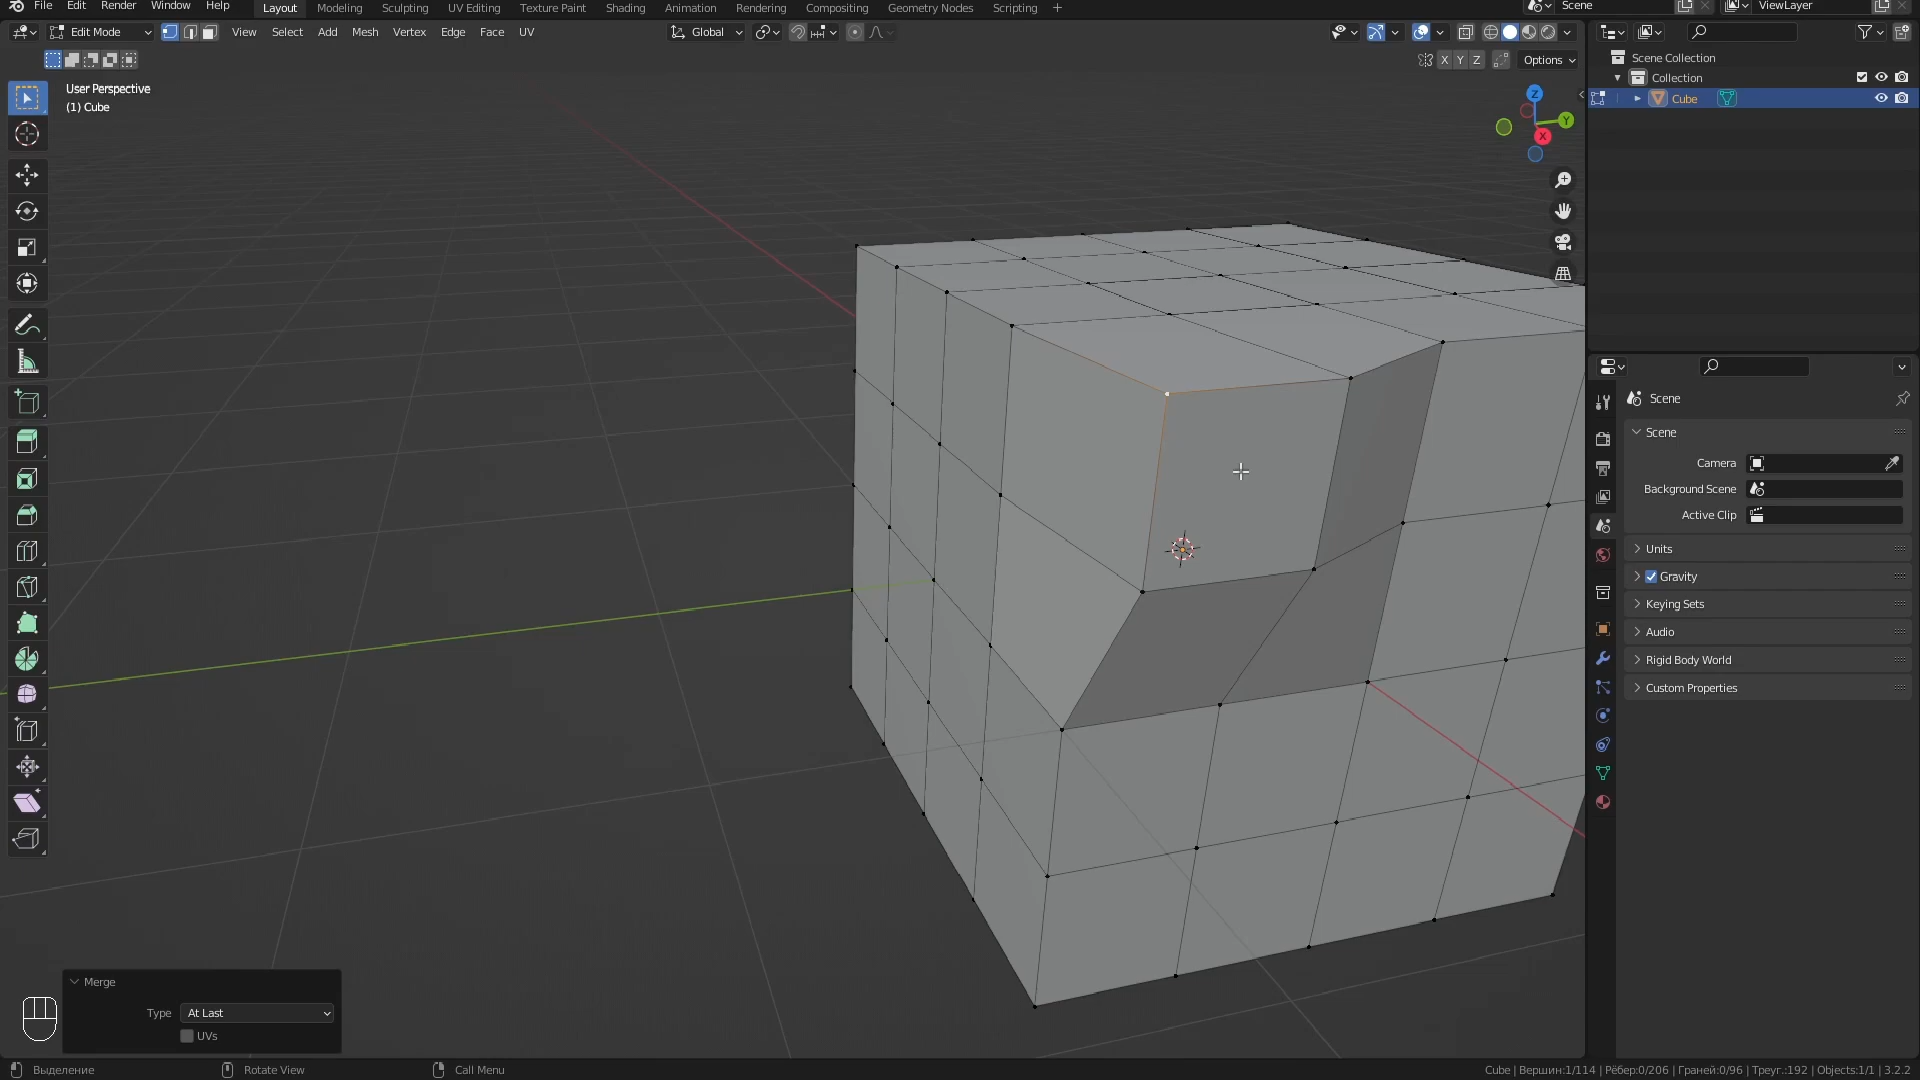 File Edit Render Window Help Layout Modeling Sculpting UV Editing Texture Paint Shading Animation Rendering Compositing Geometry Nodes Scripting + Scene ViewLayer
Edit Mode View Select Add Mesh Vertex Edge Face UV Global
X Y Z Options
User Perspective
(1) Cube
Z
Y
X
Scene Collection
Collection
Cube
Scene
Scene
Camera
Background Scene
Active Clip
Units
Gravity
Keying Sets
Audio
Rigid Body World
Custom Properties
Merge
Type At Last
UVs
Выделение Rotate View Call Menu Cube | Вершин:1/114 | Рёбер:0/206 | Граней:0/96 | Треуг.:192 | Objects:1/1 | 3.2.2